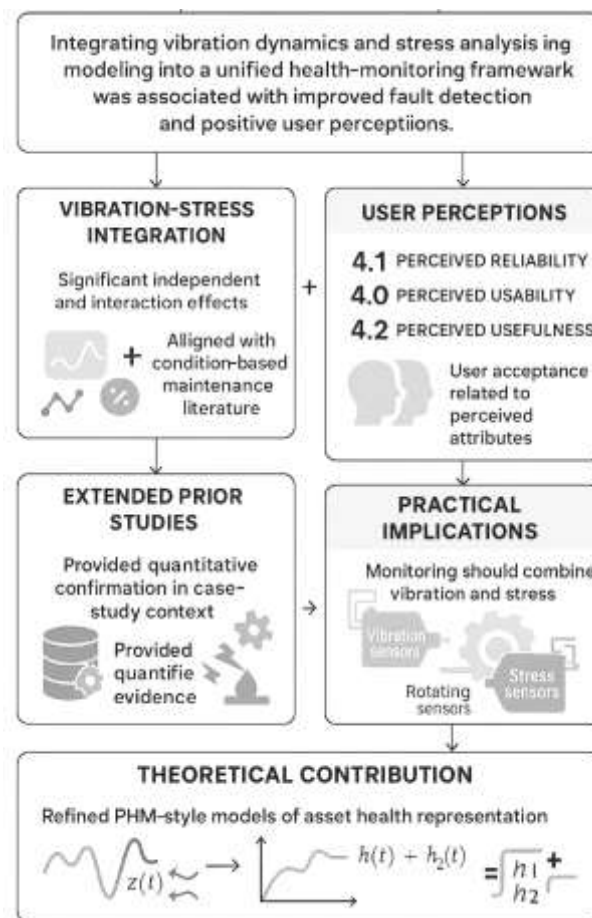 Integrating vibration dynamics and stress analysis ing
modeling into a unified health-monitoring framewark
was associated with improved fault detection
and positive user perceptiions.
VIBRATION-STRESS
INTEGRATION
Significant independent
and interaction effects
+
Alligned with
condition-based
maintenance
literature
%
+
USER PERCEPTIONS
4.1 PERCEIVED RELIABILITY
4.0 PERCEIVED USABILITY
4.2 PERCEIVED USEFULNESS
User acceptance
related to
perceived
attributes
EXTENDED PRIOR
STUDIES
Provided quantitative
confirmation in case-
study context
Provided
quantifie
evidence
PRACTICAL
IMPLICATIONS
Monitoring should combine
vibration and stress
Vibration
sensors
Stress
sensors
Rotating
sensors
THEORETICAL CONTRIBUTION
Refined PHM-style models of asset health representation
z(t)
h(t) + h₂(t)
= h1 +
h2